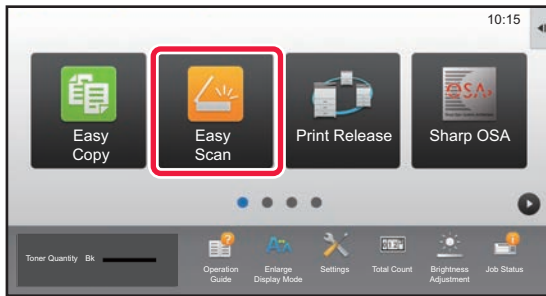 10:15
Easy
Copy
Easy
Scan
Print Release
OSA
Sharp OSA
Toner Quantity Bk
Operation
Guide
Enlarge
Display Mode
Settings
Total Count
Brightness
Adjustment
Job Status